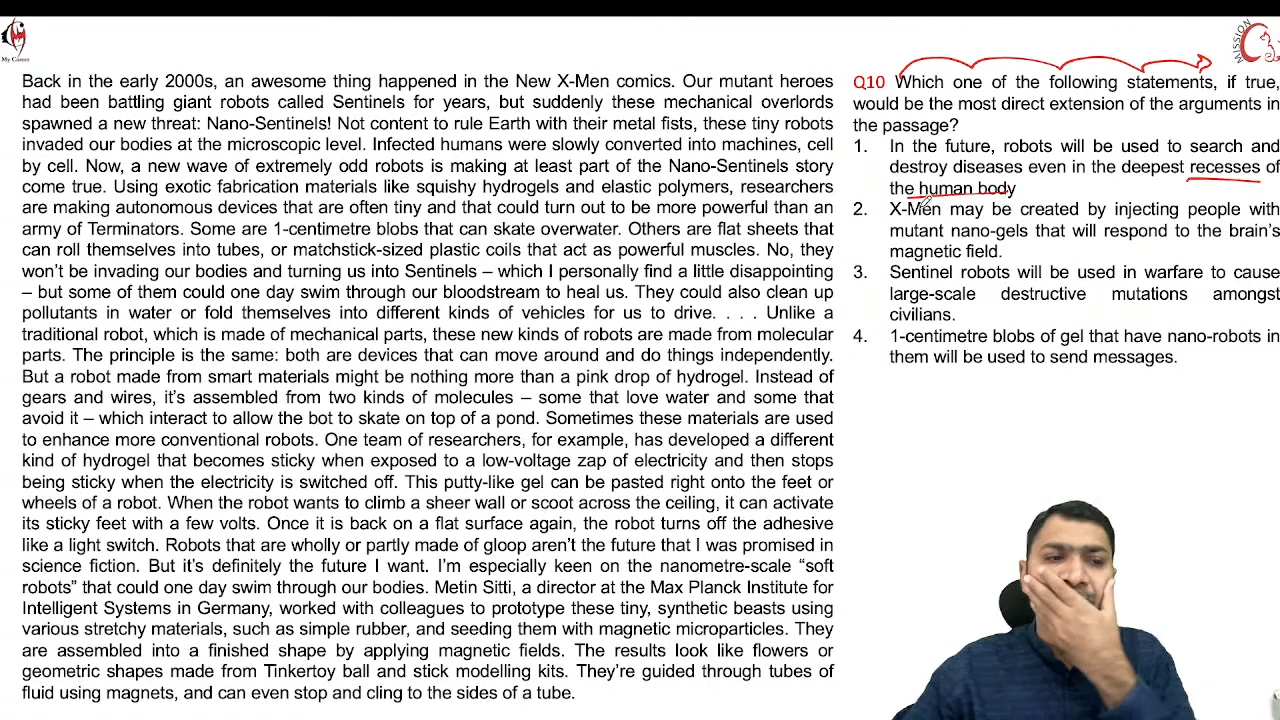 My Career
MISSION
Back in the early 2000s, an awesome thing happened in the New X-Men comics. Our mutant heroes
had been battling giant robots called Sentinels for years, but suddenly these mechanical overlords
spawned a new threat: Nano-Sentinels! Not content to rule Earth with their metal fists, these tiny robots
invaded our bodies at the microscopic level. Infected humans were slowly converted into machines, cell
by cell. Now, a new wave of extremely odd robots is making at least part of the Nano-Sentinels story
come true. Using exotic fabrication materials like squishy hydrogels and elastic polymers, researchers
are making autonomous devices that are often tiny and that could turn out to be more powerful than an
army of Terminators. Some are 1-centimetre blobs that can skate overwater. Others are flat sheets that
can roll themselves into tubes, or matchstick-sized plastic coils that act as powerful muscles. No, they
won't be invading our bodies and turning us into Sentinels – which I personally find a little disappointing
– but some of them could one day swim through our bloodstream to heal us. They could also clean up
pollutants in water or fold themselves into different kinds of vehicles for us to drive. . . . Unlike a
traditional robot, which is made of mechanical parts, these new kinds of robots are made from molecular
parts. The principle is the same: both are devices that can move around and do things independently.
But a robot made from smart materials might be nothing more than a pink drop of hydrogel. Instead of
gears and wires, it's assembled from two kinds of molecules – some that love water and some that
avoid it – which interact to allow the bot to skate on top of a pond. Sometimes these materials are used
to enhance more conventional robots. One team of researchers, for example, has developed a different
kind of hydrogel that becomes sticky when exposed to a low-voltage zap of electricity and then stops
being sticky when the electricity is switched off. This putty-like gel can be pasted right onto the feet or
wheels of a robot. When the robot wants to climb a sheer wall or scoot across the ceiling, it can activate
its sticky feet with a few volts. Once it is back on a flat surface again, the robot turns off the adhesive
like a light switch. Robots that are wholly or partly made of gloop aren't the future that I was promised in
science fiction. But it's definitely the future I want. I'm especially keen on the nanometre-scale “soft
robots” that could one day swim through our bodies. Metin Sitti, a director at the Max Planck Institute for
Intelligent Systems in Germany, worked with colleagues to prototype these tiny, synthetic beasts using
various stretchy materials, such as simple rubber, and seeding them with magnetic microparticles. They
are assembled into a finished shape by applying magnetic fields. The results look like flowers or
geometric shapes made from Tinkertoy ball and stick modelling kits. They're guided through tubes of
fluid using magnets, and can even stop and cling to the sides of a tube.
Q10 Which one of the following statements, if true,
would be the most direct extension of the arguments in
the passage?
1. In the future, robots will be used to search and
destroy diseases even in the deepest recesses of
the human body
2. X-Men may be created by injecting people with
mutant nano-gels that will respond to the brain's
magnetic field.
3. Sentinel robots will be used in warfare to cause
large-scale destructive mutations amongst
civilians.
4. 1-centimetre blobs of gel that have nano-robots in
them will be used to send messages.